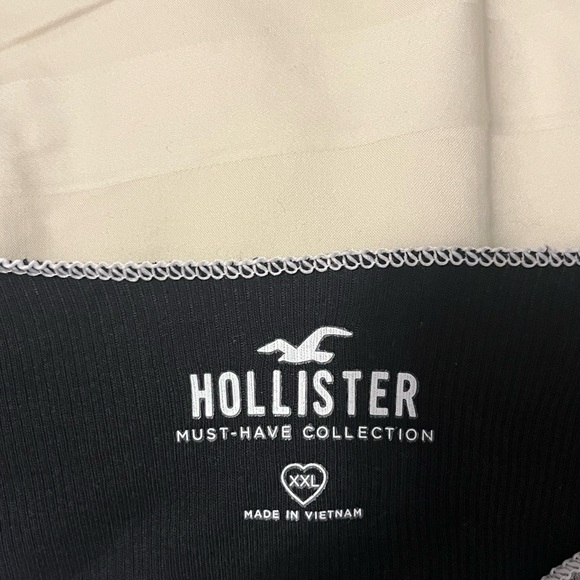 HOLLISTER
MUST-HAVE COLLECTION
XXL
MADE IN VIETNAM